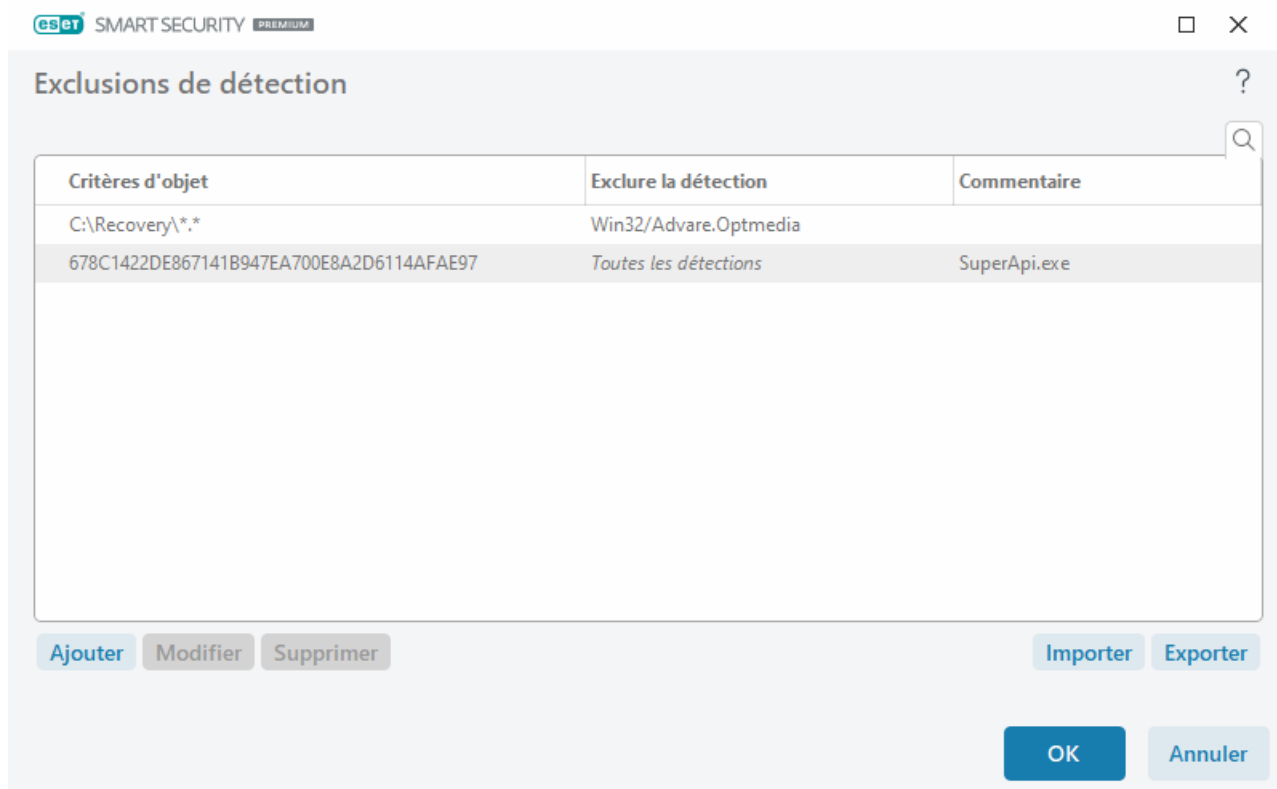 eset SMART SECURITY PREMIUM
Exclusions de détection
?
Critères d'objet Exclure la détection Commentaire
C:\Recovery\*.* Win32/Advare.Optmedia
678C1422DE867141B947EA700E8A2D6114AFAE97 Toutes les détections SuperApi.exe
Ajouter Modifier Supprimer Importer Exporter
OK Annuler